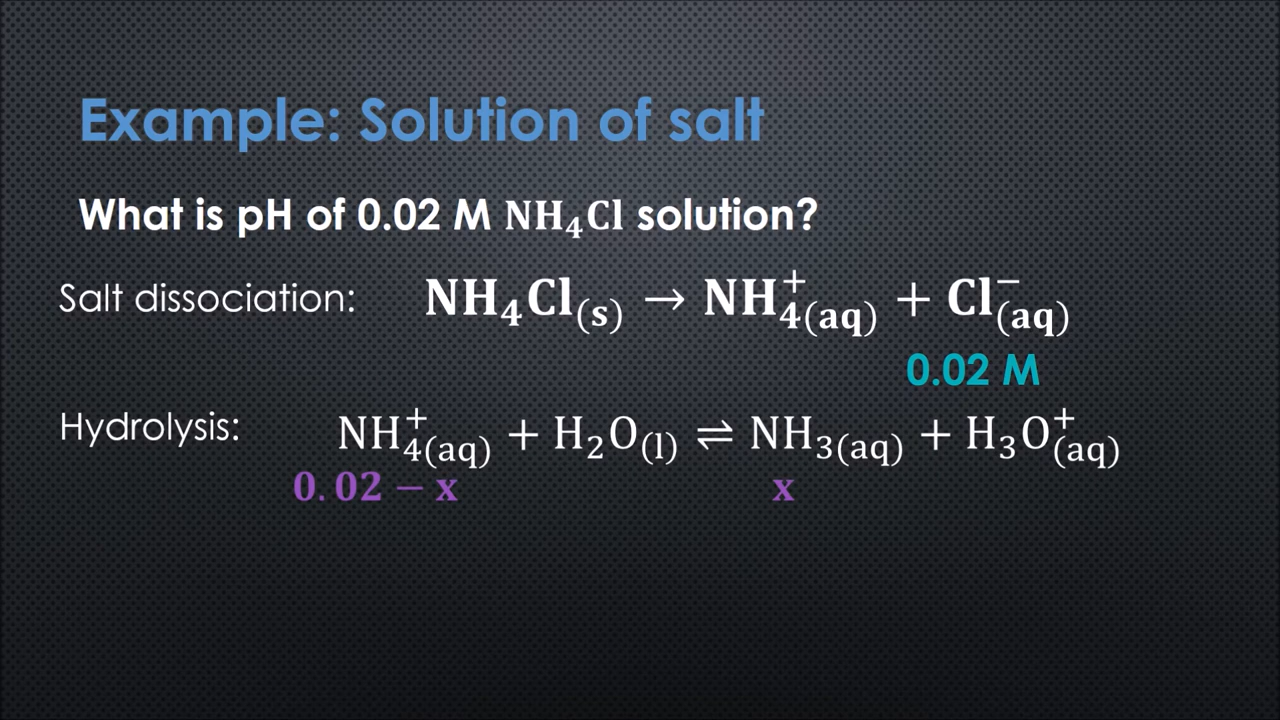 Example: Solution of salt
What is pH of 0.02 M NH₄Cl solution?
Salt dissociation: NH₄Cl₍s₎ → NH₄⁺(aq) + Cl⁻(aq)
0.02 M
Hydrolysis: NH₄⁺(aq) + H₂O(l) ⇌ NH₃(aq) + H₃O⁺(aq)
0.02 − x x